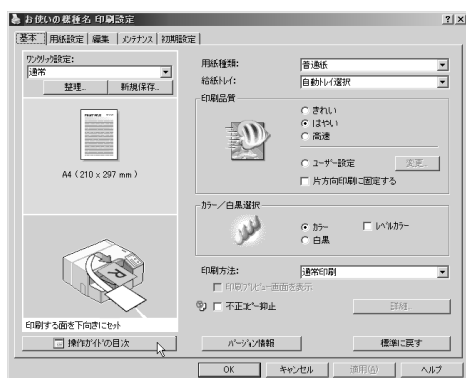 お使いの機種名 印刷設定
基本 用紙設定 編集 メンテナンス 初期設定
ワンクリック設定:
通常
整理... 新規保存...
A4 ( 210 x 297 mm )
印刷する面を下向きにセット
操作ガイドの目次
用紙種類: 普通紙
給紙トレイ: 自動トレイ選択
印刷品質
きれい
はやい
高速
ユーザー設定 変更...
片方向印刷に固定する
カラー/白黒選択
カラー レベルカラー
白黒
印刷方法: 通常印刷
印刷プレビュー画面を表示
不正コピー抑止 詳細...
バージョン情報 標準に戻す
OK キャンセル 適用(A) ヘルプ